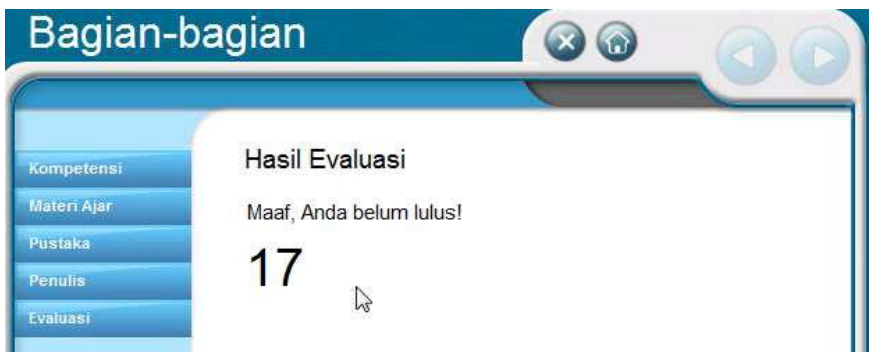 Bagian-bagian
Kompetensi
Materi Ajar
Pustaka
Penulis
Evaluasi
Hasil Evaluasi
Maaf, Anda belum lulus!
17